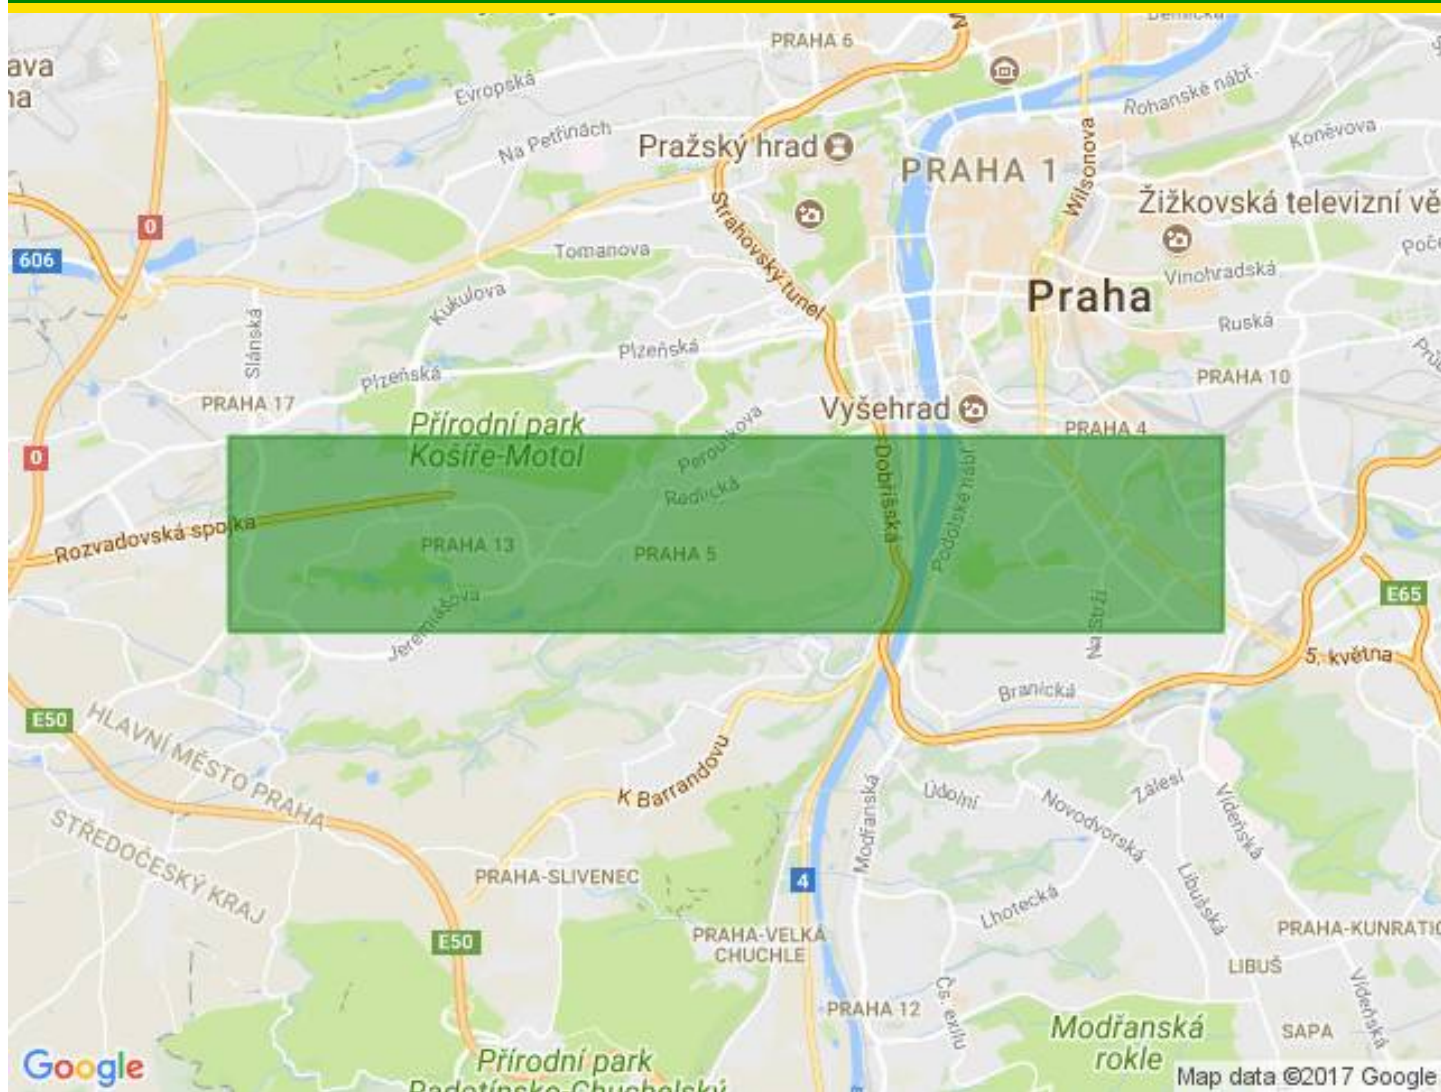 PRAHA 6
Evropská
Rohanské nábř.
Na Petřinách
Koněvova
Pražský hrad
PRAHA 1
Wilsonova
Žižkovská televizní vě
0
Strahovský tunel
606
Tomanova
Vinohradská
Praha
Kukulova
Ruská
Slánská
Plzeňská
Plzeňská
PRAHA 17
PRAHA 10
Vyšehrad
Přírodní park
Košíře-Motol
PRAHA 4
Peroutkova
0
Radlická
Dobříšská
Podolské nábř.
Rozvadovská spojka
PRAHA 13
PRAHA 5
Jeremiášova
Na Strži
E65
5. května
Branická
E50
HLAVNÍ MĚSTO PRAHA
STŘEDOČESKÝ KRAJ
K Barrandovu
Údolní
Novodvorská
Zálesí
Vídeňská
Modřanská
PRAHA-SLIVENEC
4
Libušská
Lhotecká
E50
PRAHA-VELKÁ
CHUCHLE
PRAHA-KUNRATIC
LIBUŠ
Vídeňská
PRAHA 12
Čs. exilu
Modřanská
rokle
SAPA
Přírodní park
Radotínsko-Chuchelský
Google
Map data ©2017 Google